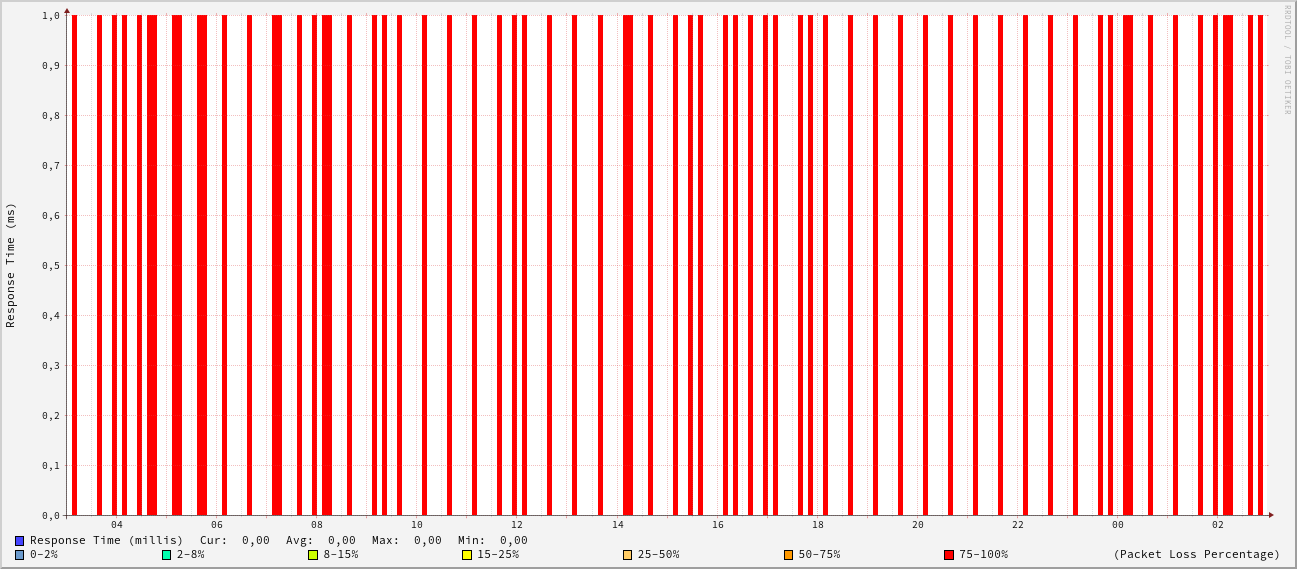 RRDTOOL / TOBI OETIKER
Response Time (ms)
1,0
0,9
0,8
0,7
0,6
0,5
0,4
0,3
0,2
0,1
0,0
04 06 08 10 12 14 16 18 20 22 00 02
Response Time (millis) Cur: 0,00 Avg: 0,00 Max: 0,00 Min: 0,00
0-2% 2-8% 8-15% 15-25% 25-50% 50-75% 75-100% (Packet Loss Percentage)